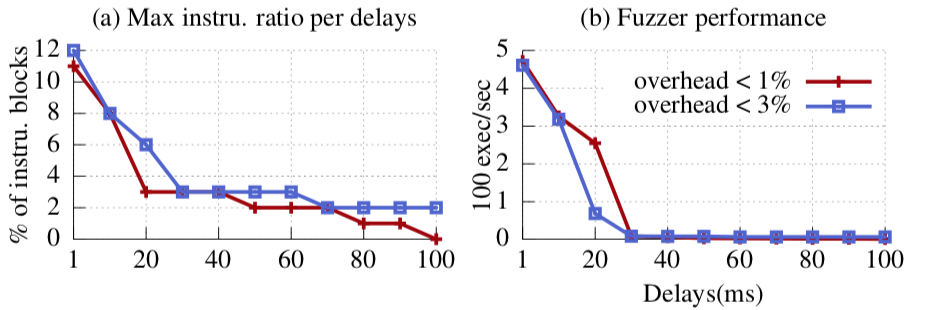 (a) Max instru. ratio per delays
% of instru. blocks
12
10
8
6
4
2
0
1 20 40 60 80 100
(b) Fuzzer performance
100 exec/sec
5
4
3
2
1
0
overhead < 1%
overhead < 3%
1 20 40 60 80 100
Delays(ms)